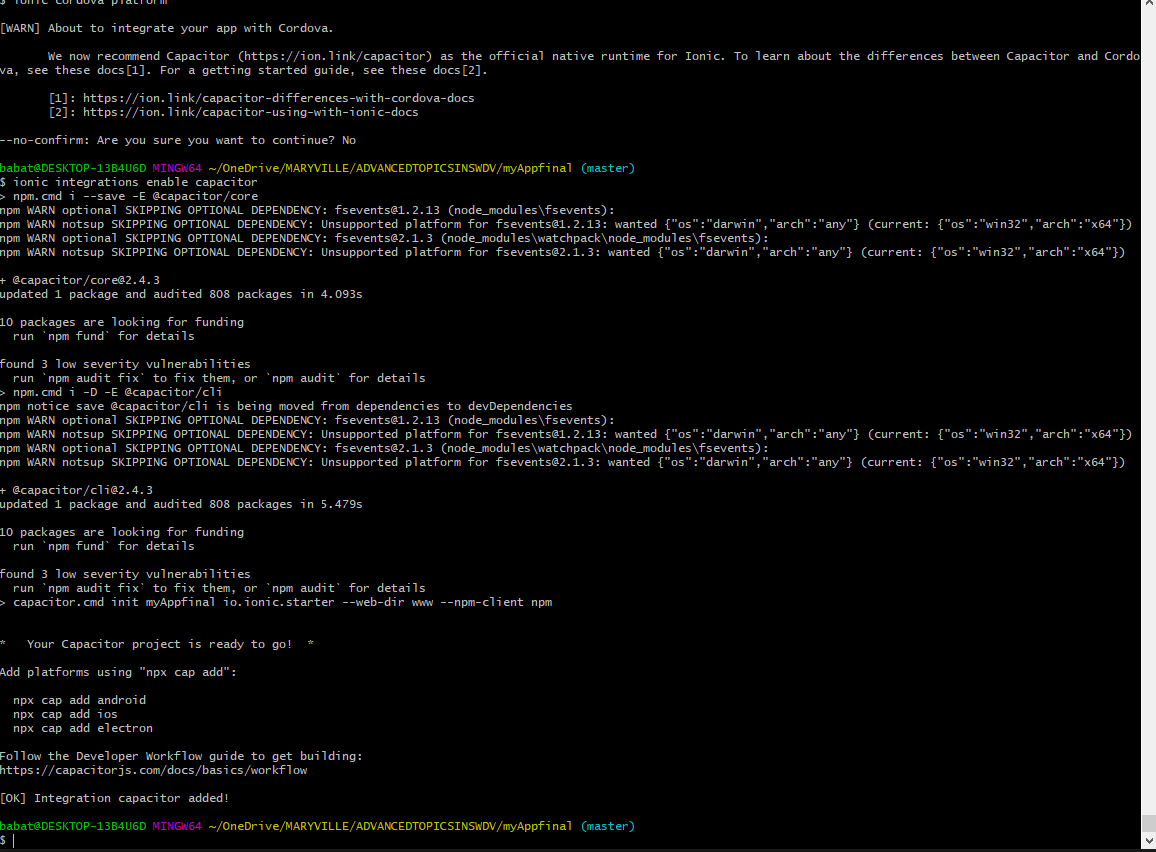 $ ionic cordova platform
[WARN] About to integrate your app with Cordova.
We now recommend Capacitor (https://ion.link/capacitor) as the official native runtime for Ionic. To learn about the differences between Capacitor and Cordo
va, see these docs[1]. For a getting started guide, see these docs[2].
[1]: https://ion.link/capacitor-differences-with-cordova-docs
[2]: https://ion.link/capacitor-using-with-ionic-docs
--no-confirm: Are you sure you want to continue? No
babat@DESKTOP-13B4U6D MINGW64 ~/OneDrive/MARYVILLE/ADVANCEDTOPICSINSWDV/myAppfinal (master)
$ ionic integrations enable capacitor
> npm.cmd i --save -E @capacitor/core
npm WARN optional SKIPPING OPTIONAL DEPENDENCY: fsevents@1.2.13 (node_modules\fsevents):
npm WARN notsup SKIPPING OPTIONAL DEPENDENCY: Unsupported platform for fsevents@1.2.13: wanted {"os":"darwin","arch":"any"} (current: {"os":"win32","arch":"x64"})
npm WARN optional SKIPPING OPTIONAL DEPENDENCY: fsevents@2.1.3 (node_modules\watchpack\node_modules\fsevents):
npm WARN notsup SKIPPING OPTIONAL DEPENDENCY: Unsupported platform for fsevents@2.1.3: wanted {"os":"darwin","arch":"any"} (current: {"os":"win32","arch":"x64"})
+ @capacitor/core@2.4.3
updated 1 package and audited 808 packages in 4.093s
10 packages are looking for funding
run `npm fund` for details
found 3 low severity vulnerabilities
run `npm audit fix` to fix them, or `npm audit` for details
> npm.cmd i -D -E @capacitor/cli
npm notice save @capacitor/cli is being moved from dependencies to devDependencies
npm WARN optional SKIPPING OPTIONAL DEPENDENCY: fsevents@1.2.13 (node_modules\fsevents):
npm WARN notsup SKIPPING OPTIONAL DEPENDENCY: Unsupported platform for fsevents@1.2.13: wanted {"os":"darwin","arch":"any"} (current: {"os":"win32","arch":"x64"})
npm WARN optional SKIPPING OPTIONAL DEPENDENCY: fsevents@2.1.3 (node_modules\watchpack\node_modules\fsevents):
npm WARN notsup SKIPPING OPTIONAL DEPENDENCY: Unsupported platform for fsevents@2.1.3: wanted {"os":"darwin","arch":"any"} (current: {"os":"win32","arch":"x64"})
+ @capacitor/cli@2.4.3
updated 1 package and audited 808 packages in 5.479s
10 packages are looking for funding
run `npm fund` for details
found 3 low severity vulnerabilities
run `npm audit fix` to fix them, or `npm audit` for details
> capacitor.cmd init myAppfinal io.ionic.starter --web-dir www --npm-client npm
*   Your Capacitor project is ready to go!  *
Add platforms using "npx cap add":
npx cap add android
npx cap add ios
npx cap add electron
Follow the Developer Workflow guide to get building:
https://capacitorjs.com/docs/basics/workflow
[OK] Integration capacitor added!
babat@DESKTOP-13B4U6D MINGW64 ~/OneDrive/MARYVILLE/ADVANCEDTOPICSINSWDV/myAppfinal (master)
$